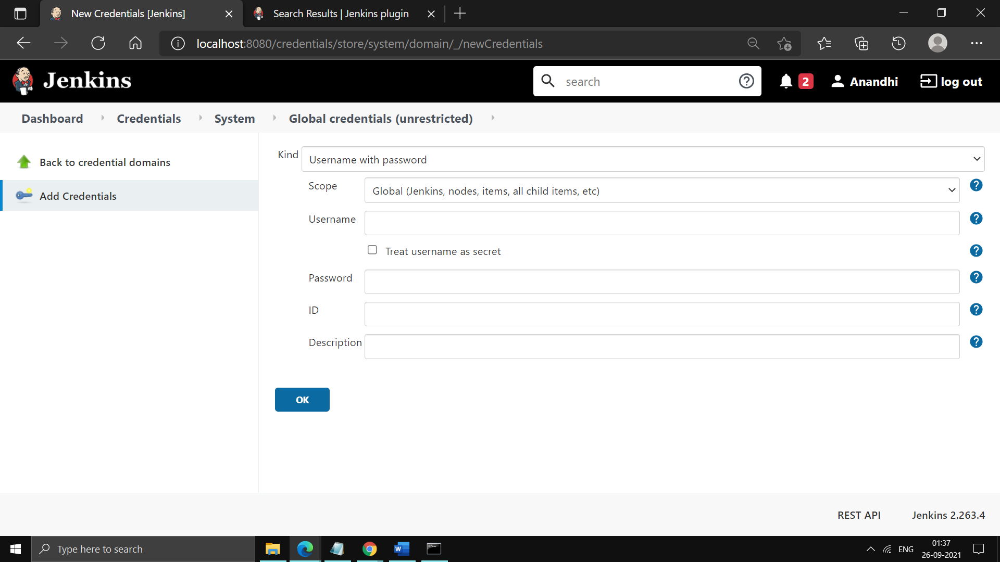 New Credentials [Jenkins]
Search Results | Jenkins plugin
localhost:8080/credentials/store/system/domain/_/newCredentials
Jenkins
search
2
Anandhi
log out
Dashboard
Credentials
System
Global credentials (unrestricted)
Back to credential domains
Add Credentials
Kind
Username with password
Scope
Global (Jenkins, nodes, items, all child items, etc)
Username
Treat username as secret
Password
ID
Description
OK
REST API
Jenkins 2.263.4
Type here to search
ENG
01:37
26-09-2021